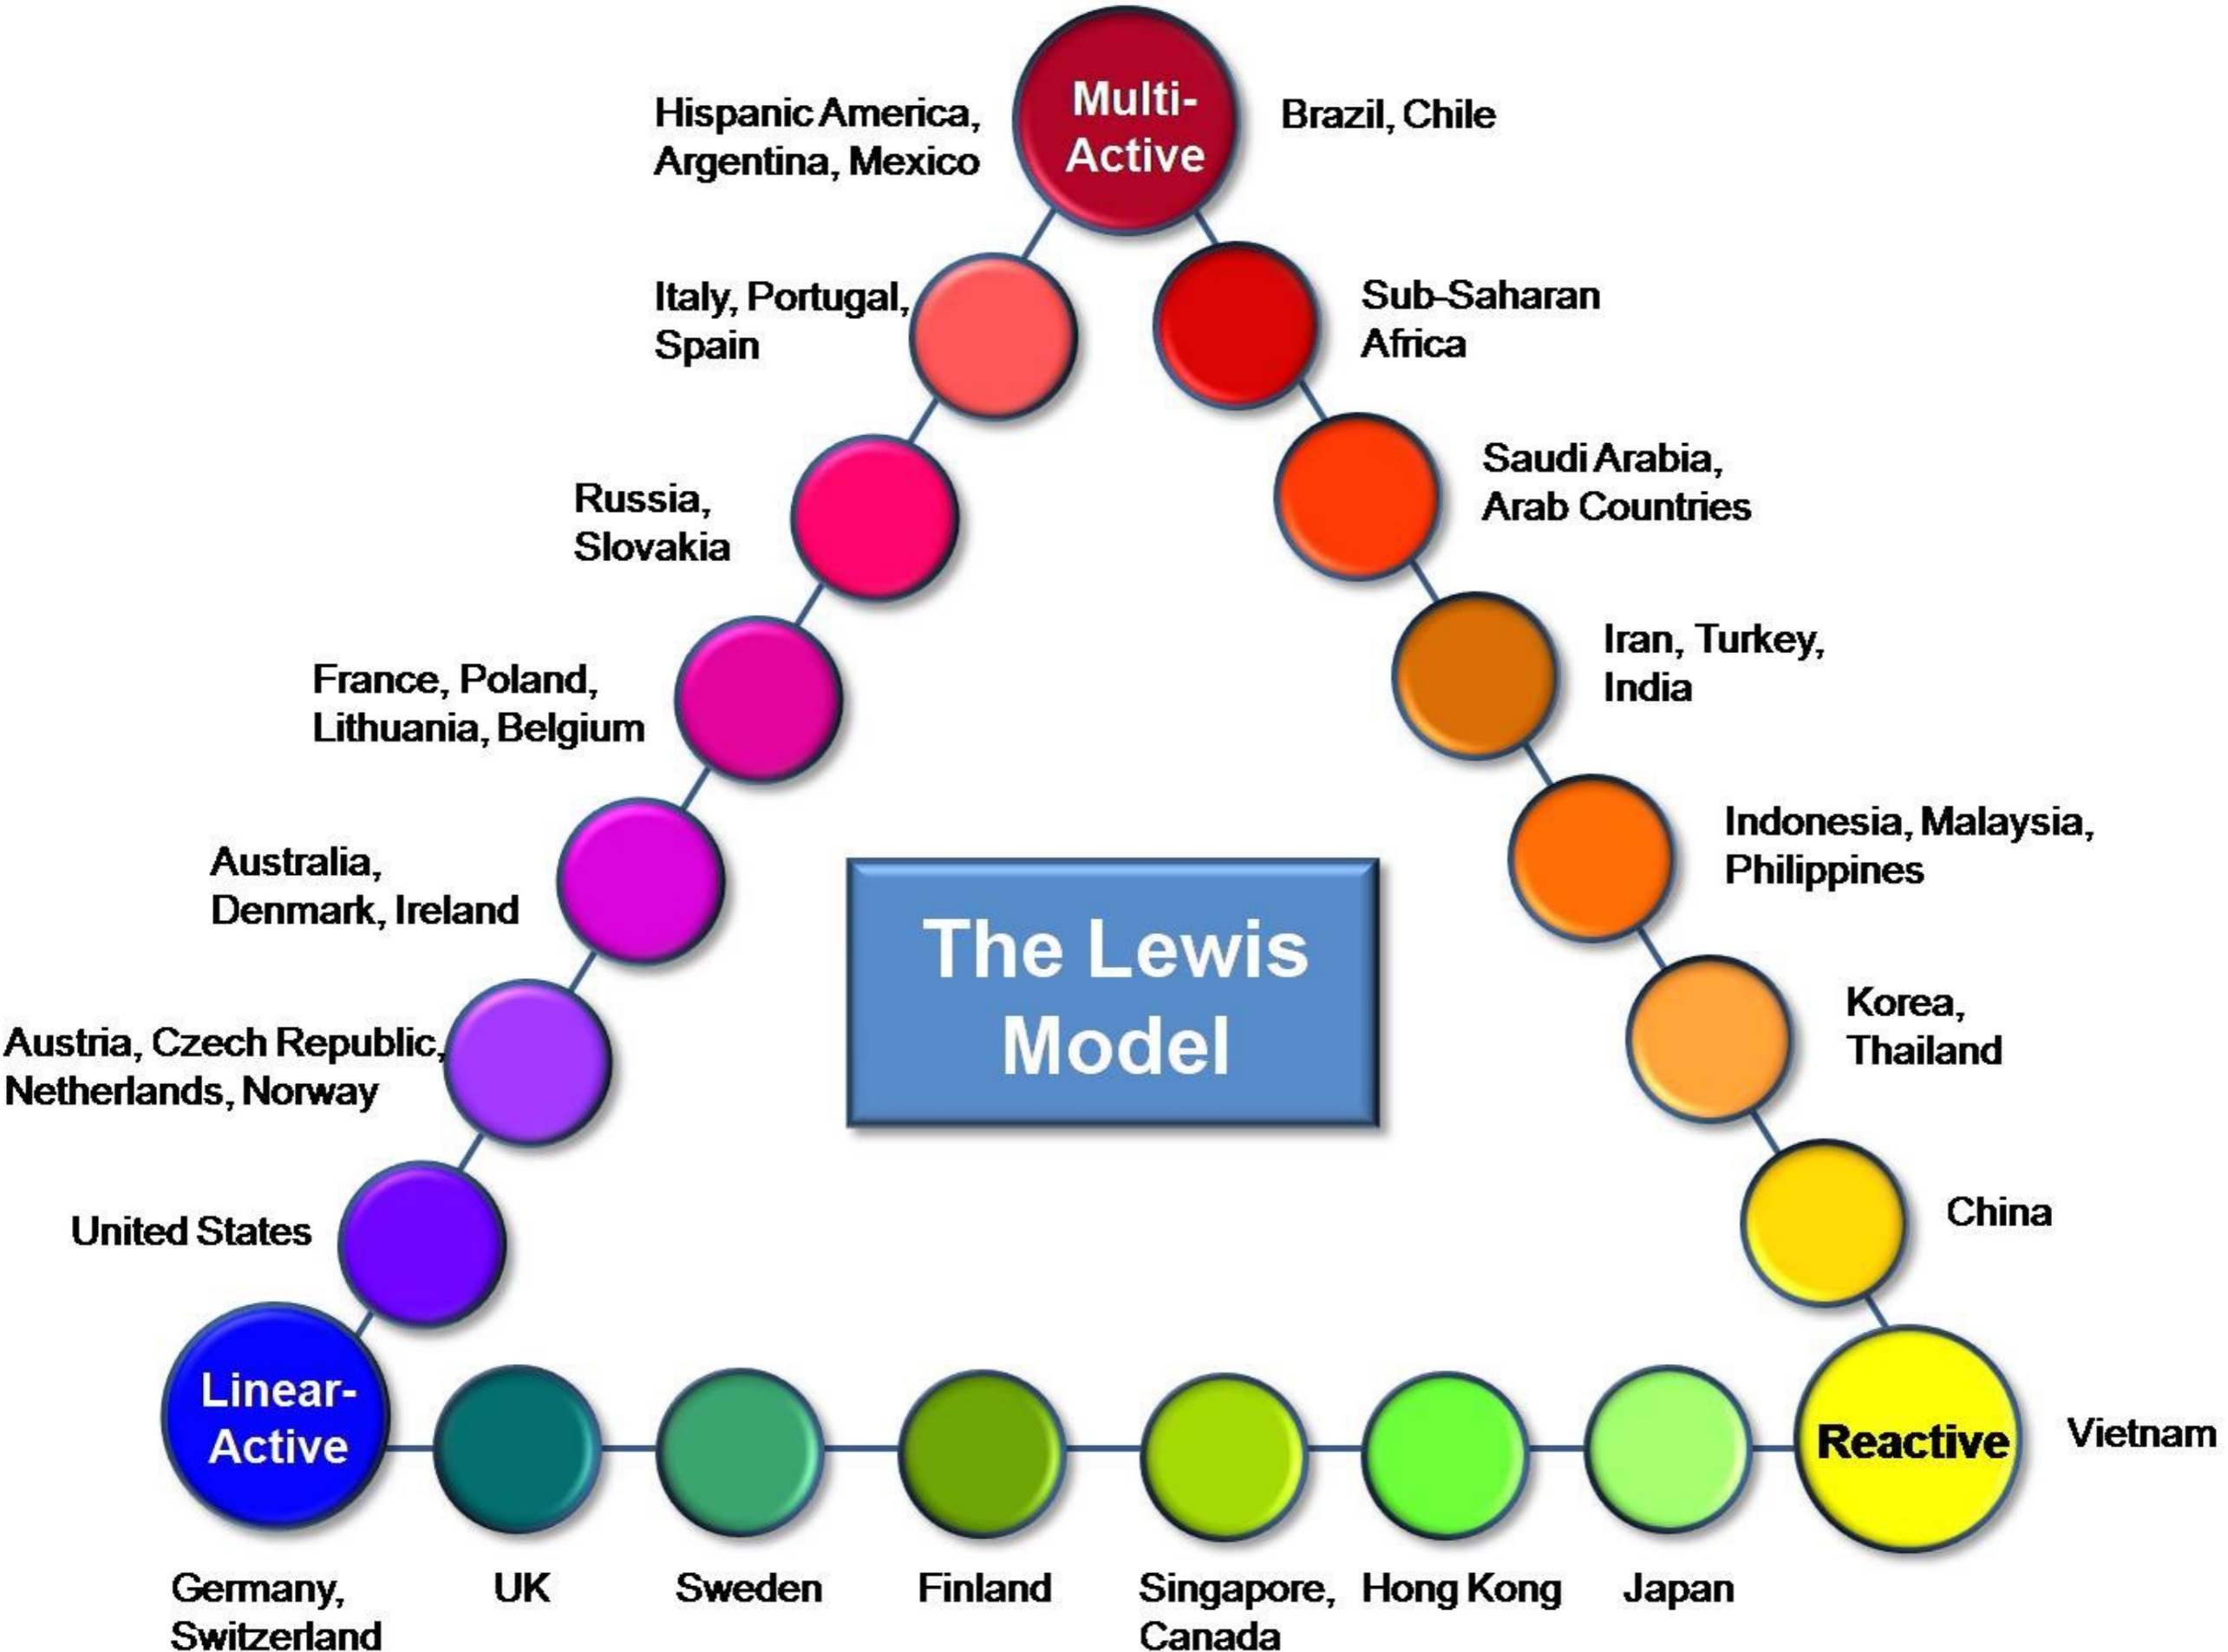 Multi-
Active
Hispanic America,
Argentina, Mexico
Brazil, Chile
Italy, Portugal,
Spain
Sub-Saharan
Africa
Russia,
Slovakia
Saudi Arabia,
Arab Countries
France, Poland,
Lithuania, Belgium
Iran, Turkey,
India
Australia,
Denmark, Ireland
Indonesia, Malaysia,
Philippines
The Lewis
Model
Austria, Czech Republic,
Netherlands, Norway
Korea,
Thailand
United States
China
Linear-
Active
Reactive
Vietnam
Germany,
Switzerland
UK
Sweden
Finland
Singapore,
Canada
Hong Kong
Japan